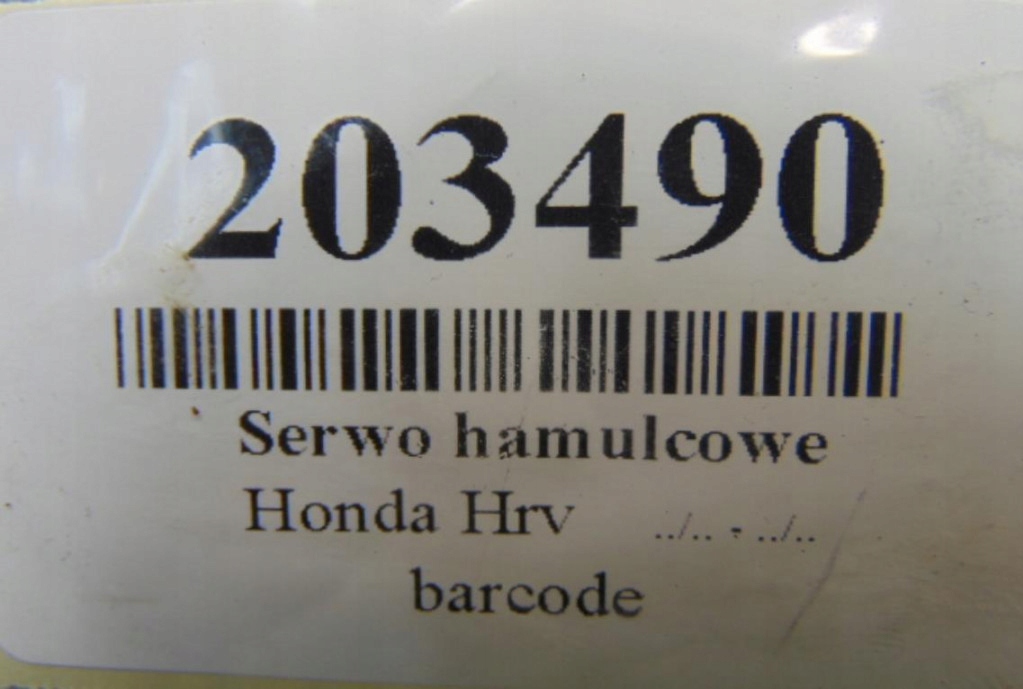 203490
Serwo hamulcowe
Honda Hrv ../.. - ../..
barcode